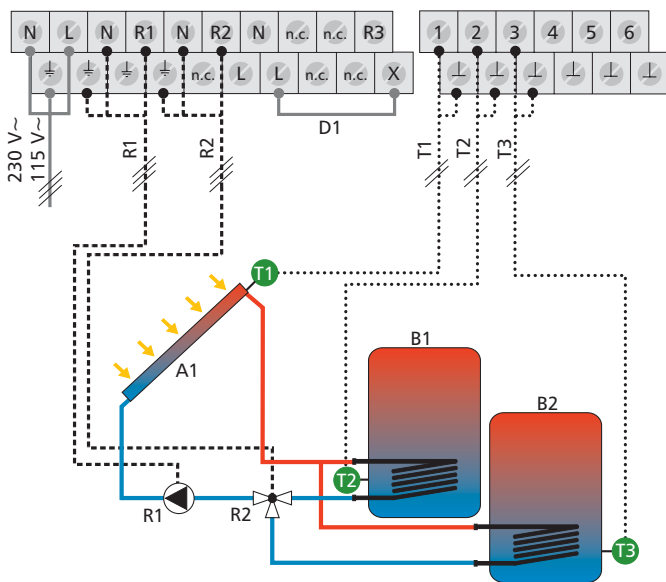 N L N R1 N R2 N n.c. n.c. R3
1 2 3 4 5 6
n.c. L L n.c. n.c. X
D1
230 V~
115 V~
R1
R2
T1
T2
T3
T1
A1
B1
B2
T2
R1
R2
T3